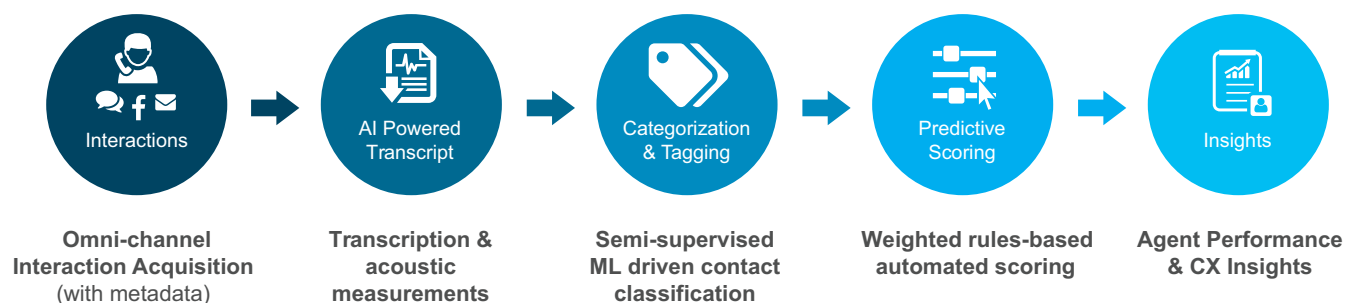 Interactions
AI Powered
Transcript
Categorization
& Tagging
Predictive
Scoring
Insights
Omni-channel
Interaction Acquisition
(with metadata)
Transcription &
acoustic
measurements
Semi-supervised
ML driven contact
classification
Weighted rules-based
automated scoring
Agent Performance
& CX Insights